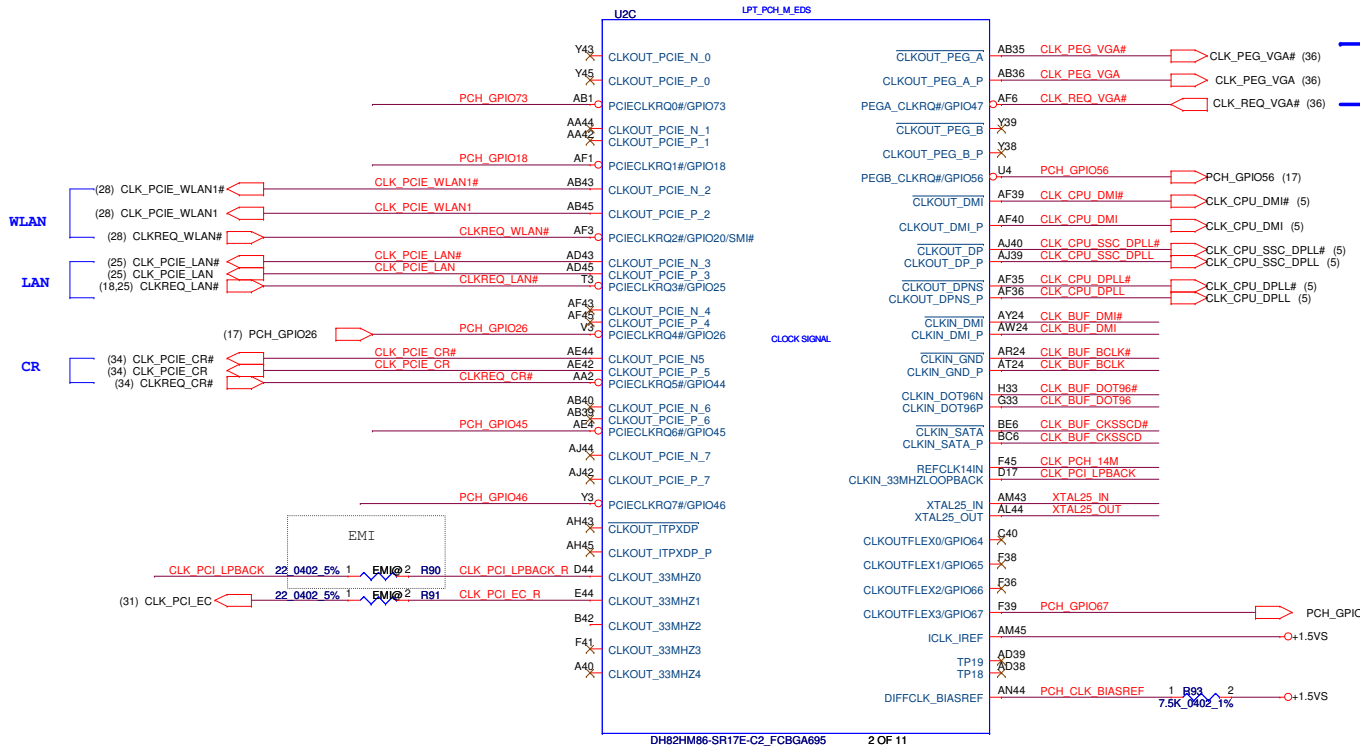 U2C
LPT_PCH_M_EDS
Y43 CLKOUT_PCIE_N_0
Y45 CLKOUT_PCIE_P_0
PCH_GPIO73 AB1 PCIECLKRQ0#/GPIO73
AA44 CLKOUT_PCIE_N_1
AA42 CLKOUT_PCIE_P_1
PCH_GPIO18 AF1 PCIECLKRQ1#/GPIO18
WLAN
(28) CLK_PCIE_WLAN1# CLK_PCIE_WLAN1# AB43 CLKOUT_PCIE_N_2
(28) CLK_PCIE_WLAN1 CLK_PCIE_WLAN1 AB45 CLKOUT_PCIE_P_2
(28) CLKREQ_WLAN# CLKREQ_WLAN# AF3 PCIECLKRQ2#/GPIO20/SMI#
LAN
(25) CLK_PCIE_LAN# CLK_PCIE_LAN# AD43 CLKOUT_PCIE_N_3
(25) CLK_PCIE_LAN CLK_PCIE_LAN AD45 CLKOUT_PCIE_P_3
(18,25) CLKREQ_LAN# CLKREQ_LAN# T3 PCIECLKRQ3#/GPIO25
AF43 CLKOUT_PCIE_N_4
AF45 CLKOUT_PCIE_P_4
(17) PCH_GPIO26 PCH_GPIO26 V3 PCIECLKRQ4#/GPIO26
CR
(34) CLK_PCIE_CR# CLK_PCIE_CR# AE44 CLKOUT_PCIE_N5
(34) CLK_PCIE_CR CLK_PCIE_CR AE42 CLKOUT_PCIE_P_5
(34) CLKREQ_CR# CLKREQ_CR# AA2 PCIECLKRQ5#/GPIO44
AB40 CLKOUT_PCIE_N_6
AB39 CLKOUT_PCIE_P_6
PCH_GPIO45 AE4 PCIECLKRQ6#/GPIO45
AJ44 CLKOUT_PCIE_N_7
AJ42 CLKOUT_PCIE_P_7
PCH_GPIO46 Y3 PCIECLKRQ7#/GPIO46
AH43 CLKOUT_ITPXDP
AH45 CLKOUT_ITPXDP_P
EMI
CLK_PCI_LPBACK 22_0402_5% 1 EMI@ 2 R90 CLK_PCI_LPBACK_R D44 CLKOUT_33MHZ0
(31) CLK_PCI_EC 22_0402_5% 1 EMI@ 2 R91 CLK_PCI_EC_R E44 CLKOUT_33MHZ1
B42 CLKOUT_33MHZ2
F41 CLKOUT_33MHZ3
A40 CLKOUT_33MHZ4
CLOCK SIGNAL
CLKOUT_PEG_A AB35 CLK_PEG_VGA# CLK_PEG_VGA# (36)
CLKOUT_PEG_A_P AB36 CLK_PEG_VGA CLK_PEG_VGA (36)
PEGA_CLKRQ#/GPIO47 AF6 CLK_REQ_VGA# CLK_REQ_VGA# (36)
CLKOUT_PEG_B Y39
CLKOUT_PEG_B_P Y38
PEGB_CLKRQ#/GPIO56 U4 PCH_GPIO56 PCH_GPIO56 (17)
CLKOUT_DMI AF39 CLK_CPU_DMI# CLK_CPU_DMI# (5)
CLKOUT_DMI_P AF40 CLK_CPU_DMI CLK_CPU_DMI (5)
CLKOUT_DP AJ40 CLK_CPU_SSC_DPLL# CLK_CPU_SSC_DPLL# (5)
CLKOUT_DP_P AJ39 CLK_CPU_SSC_DPLL CLK_CPU_SSC_DPLL (5)
CLKOUT_DPNS AF35 CLK_CPU_DPLL# CLK_CPU_DPLL# (5)
CLKOUT_DPNS_P AF36 CLK_CPU_DPLL CLK_CPU_DPLL (5)
CLKIN_DMI AY24 CLK_BUF_DMI#
CLKIN_DMI_P AW24 CLK_BUF_DMI
CLKIN_GND AR24 CLK_BUF_BCLK#
CLKIN_GND_P AT24 CLK_BUF_BCLK
CLKIN_DOT96N H33 CLK_BUF_DOT96#
CLKIN_DOT96P G33 CLK_BUF_DOT96
CLKIN_SATA BE6 CLK_BUF_CKSSCD#
CLKIN_SATA_P BC6 CLK_BUF_CKSSCD
REFCLK14IN F45 CLK_PCH_14M
CLKIN_33MHZLOOPBACK D17 CLK_PCI_LPBACK
XTAL25_IN AM43 XTAL25_IN
XTAL25_OUT AL44 XTAL25_OUT
CLKOUTFLEX0/GPIO64 C40
CLKOUTFLEX1/GPIO65 F38
CLKOUTFLEX2/GPIO66 F36
CLKOUTFLEX3/GPIO67 F39 PCH_GPIO67 PCH_GPIO
ICLK_IREF AM45 +1.5VS
TP19 AD39
TP18 AD38
DIFFCLK_BIASREF AN44 PCH_CLK_BIASREF 1 R93 2 +1.5VS
7.5K_0402_1%
DH82HM86-SR17E-C2_FCBGA695 2 OF 11